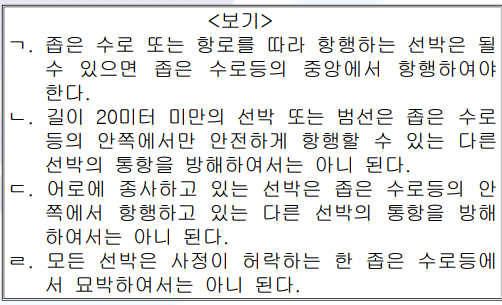 <보기>
ㄱ. 좁은 수로 또는 항로를 따라 항행하는 선박은 될
수 있으면 좁은 수로등의 중앙에서 항행하여야
한다.
ㄴ. 길이 20미터 미만의 선박 또는 범선은 좁은 수로
등의 안쪽에서만 안전하게 항행할 수 있는 다른
선박의 통항을 방해하여서는 아니 된다.
ㄷ. 어로에 종사하고 있는 선박은 좁은 수로등의 안
쪽에서 항행하고 있는 다른 선박의 통항을 방해
하여서는 아니 된다.
ㄹ. 모든 선박은 사정이 허락하는 한 좁은 수로등에
서 묘박하여서는 아니 된다.